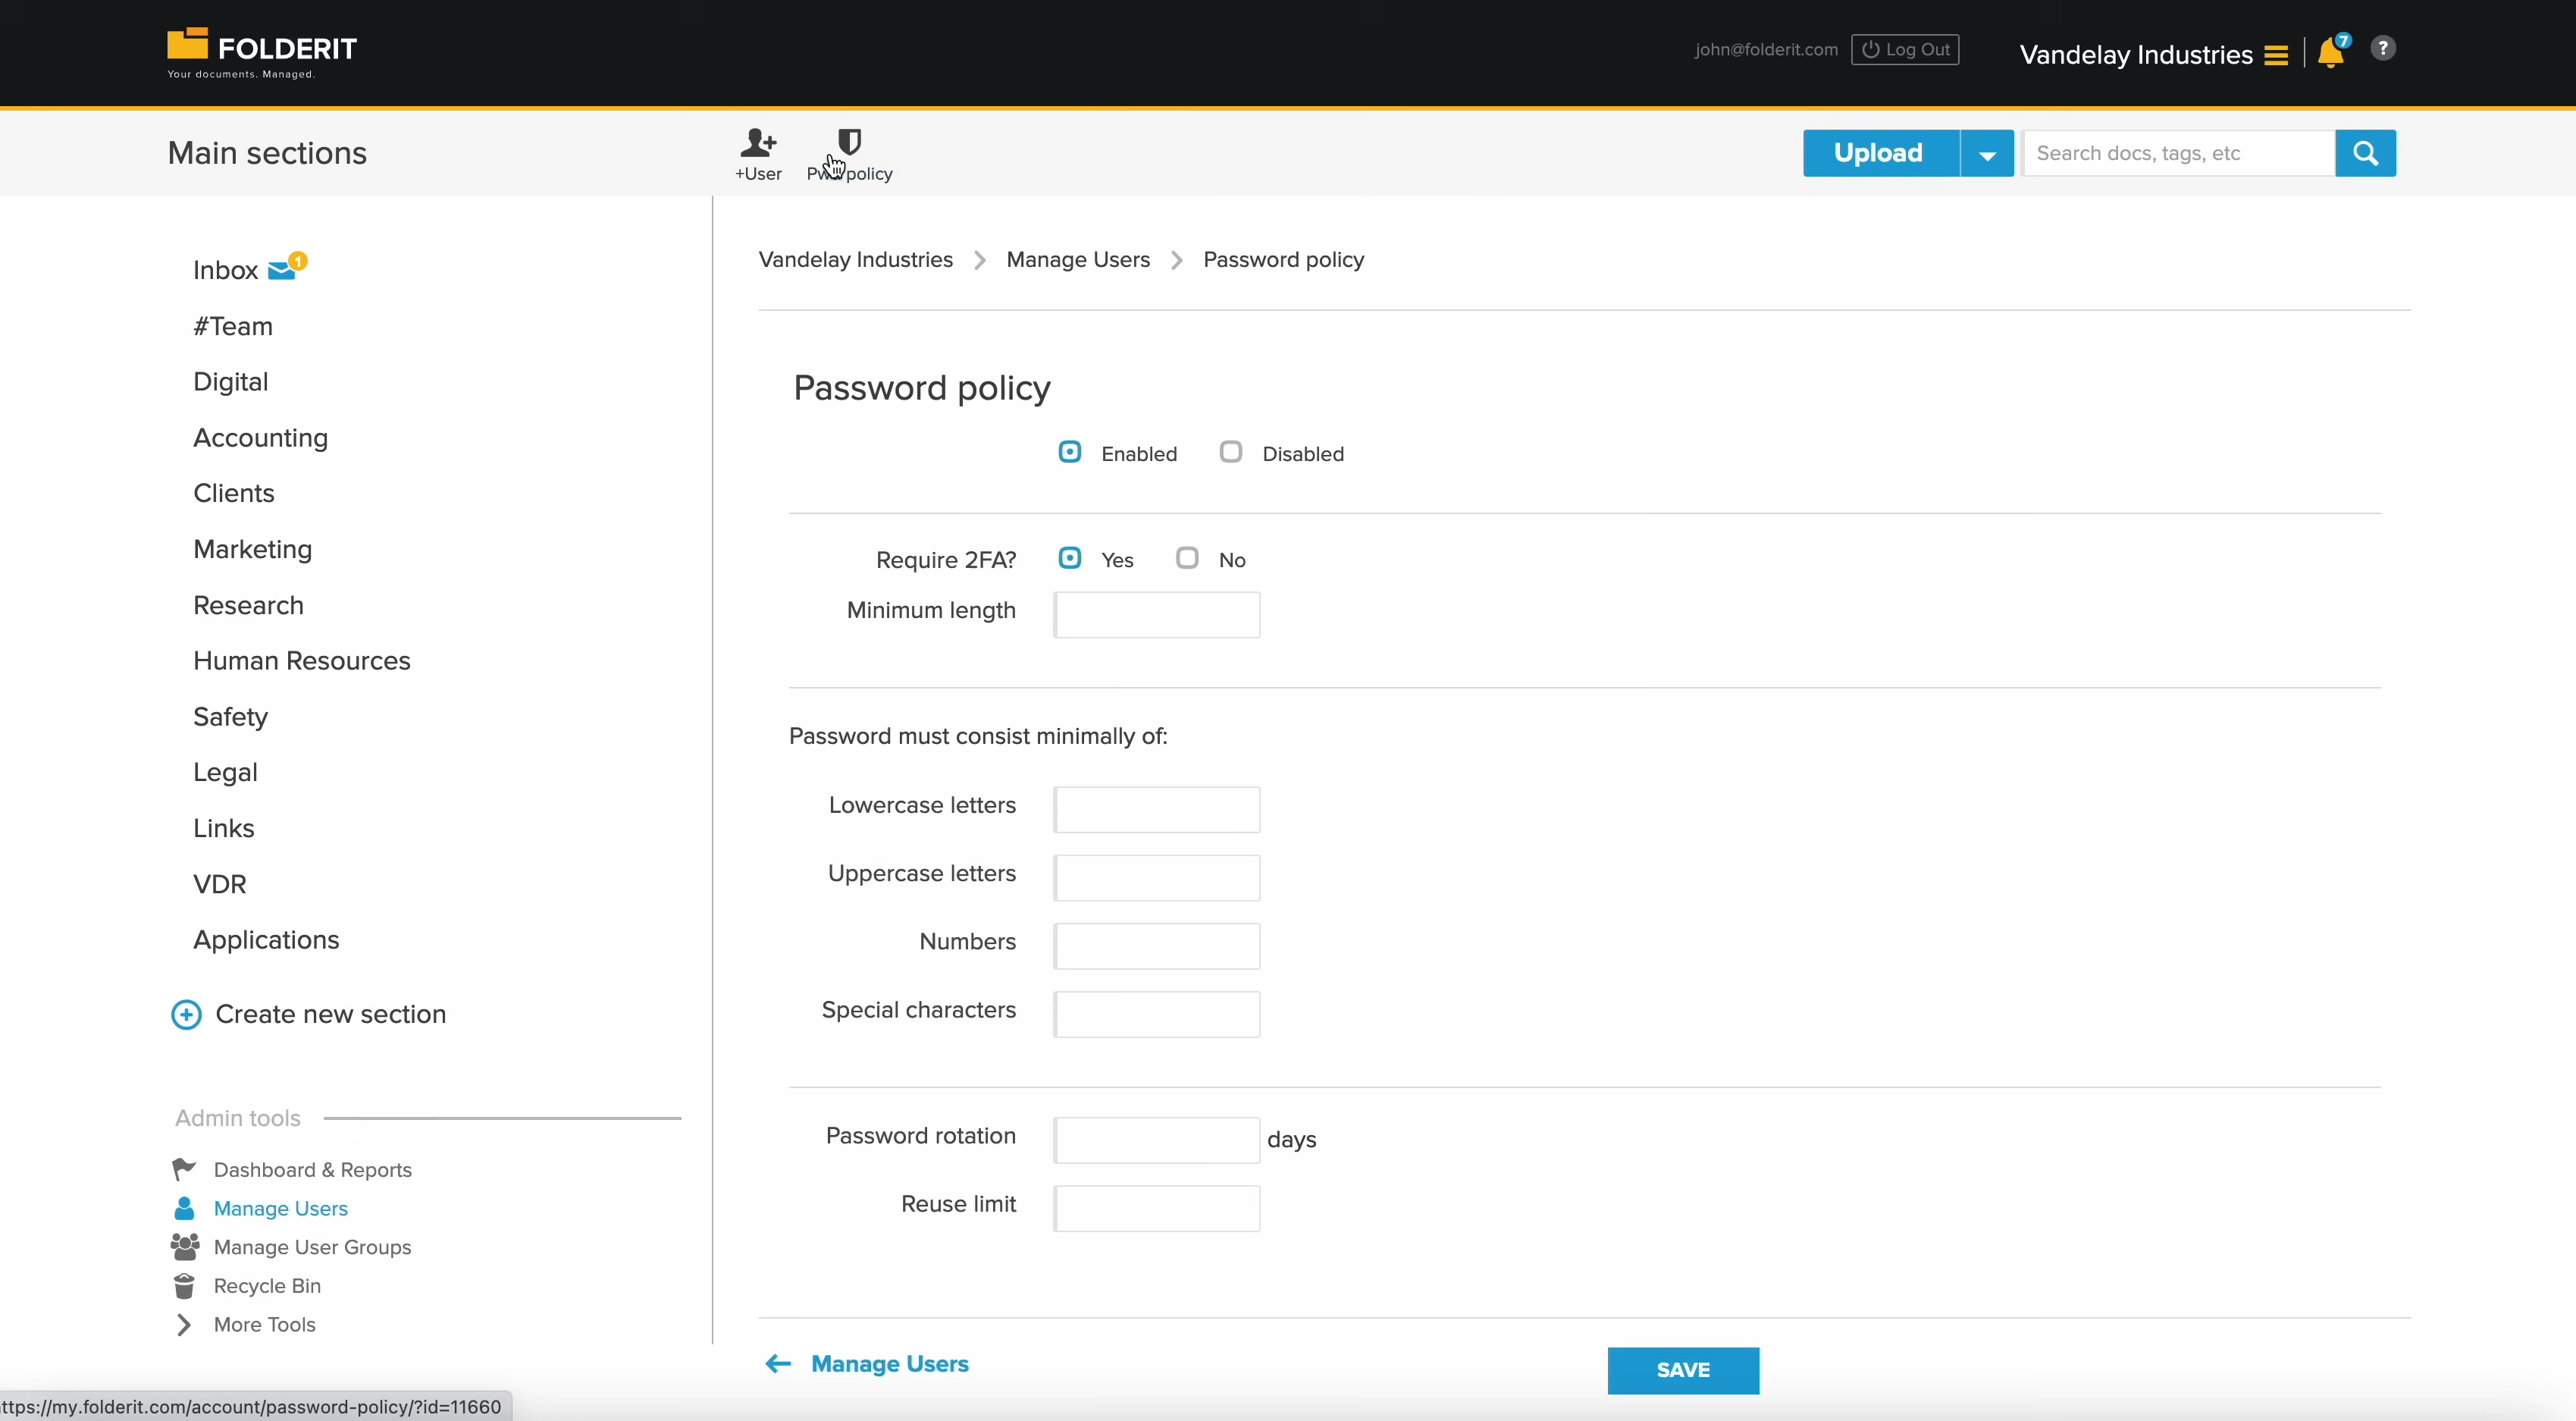 FOLDERIT
Your documents. Managed.
john@folderit.com
Log Out
Vandelay Industries
7
?
Main sections
+User
policy
Upload
Search docs, tags, etc
Inbox 1
#Team
Digital
Accounting
Clients
Marketing
Research
Human Resources
Safety
Legal
Links
VDR
Applications
Create new section
Admin tools
Dashboard & Reports
Manage Users
Manage User Groups
Recycle Bin
More Tools
Vandelay Industries > Manage Users > Password policy
Password policy
Enabled Disabled
Require 2FA? Yes No
Minimum length
Password must consist minimally of:
Lowercase letters
Uppercase letters
Numbers
Special characters
Password rotation days
Reuse limit
Manage Users
SAVE
ttps://my.folderit.com/account/password-policy/?id=11660